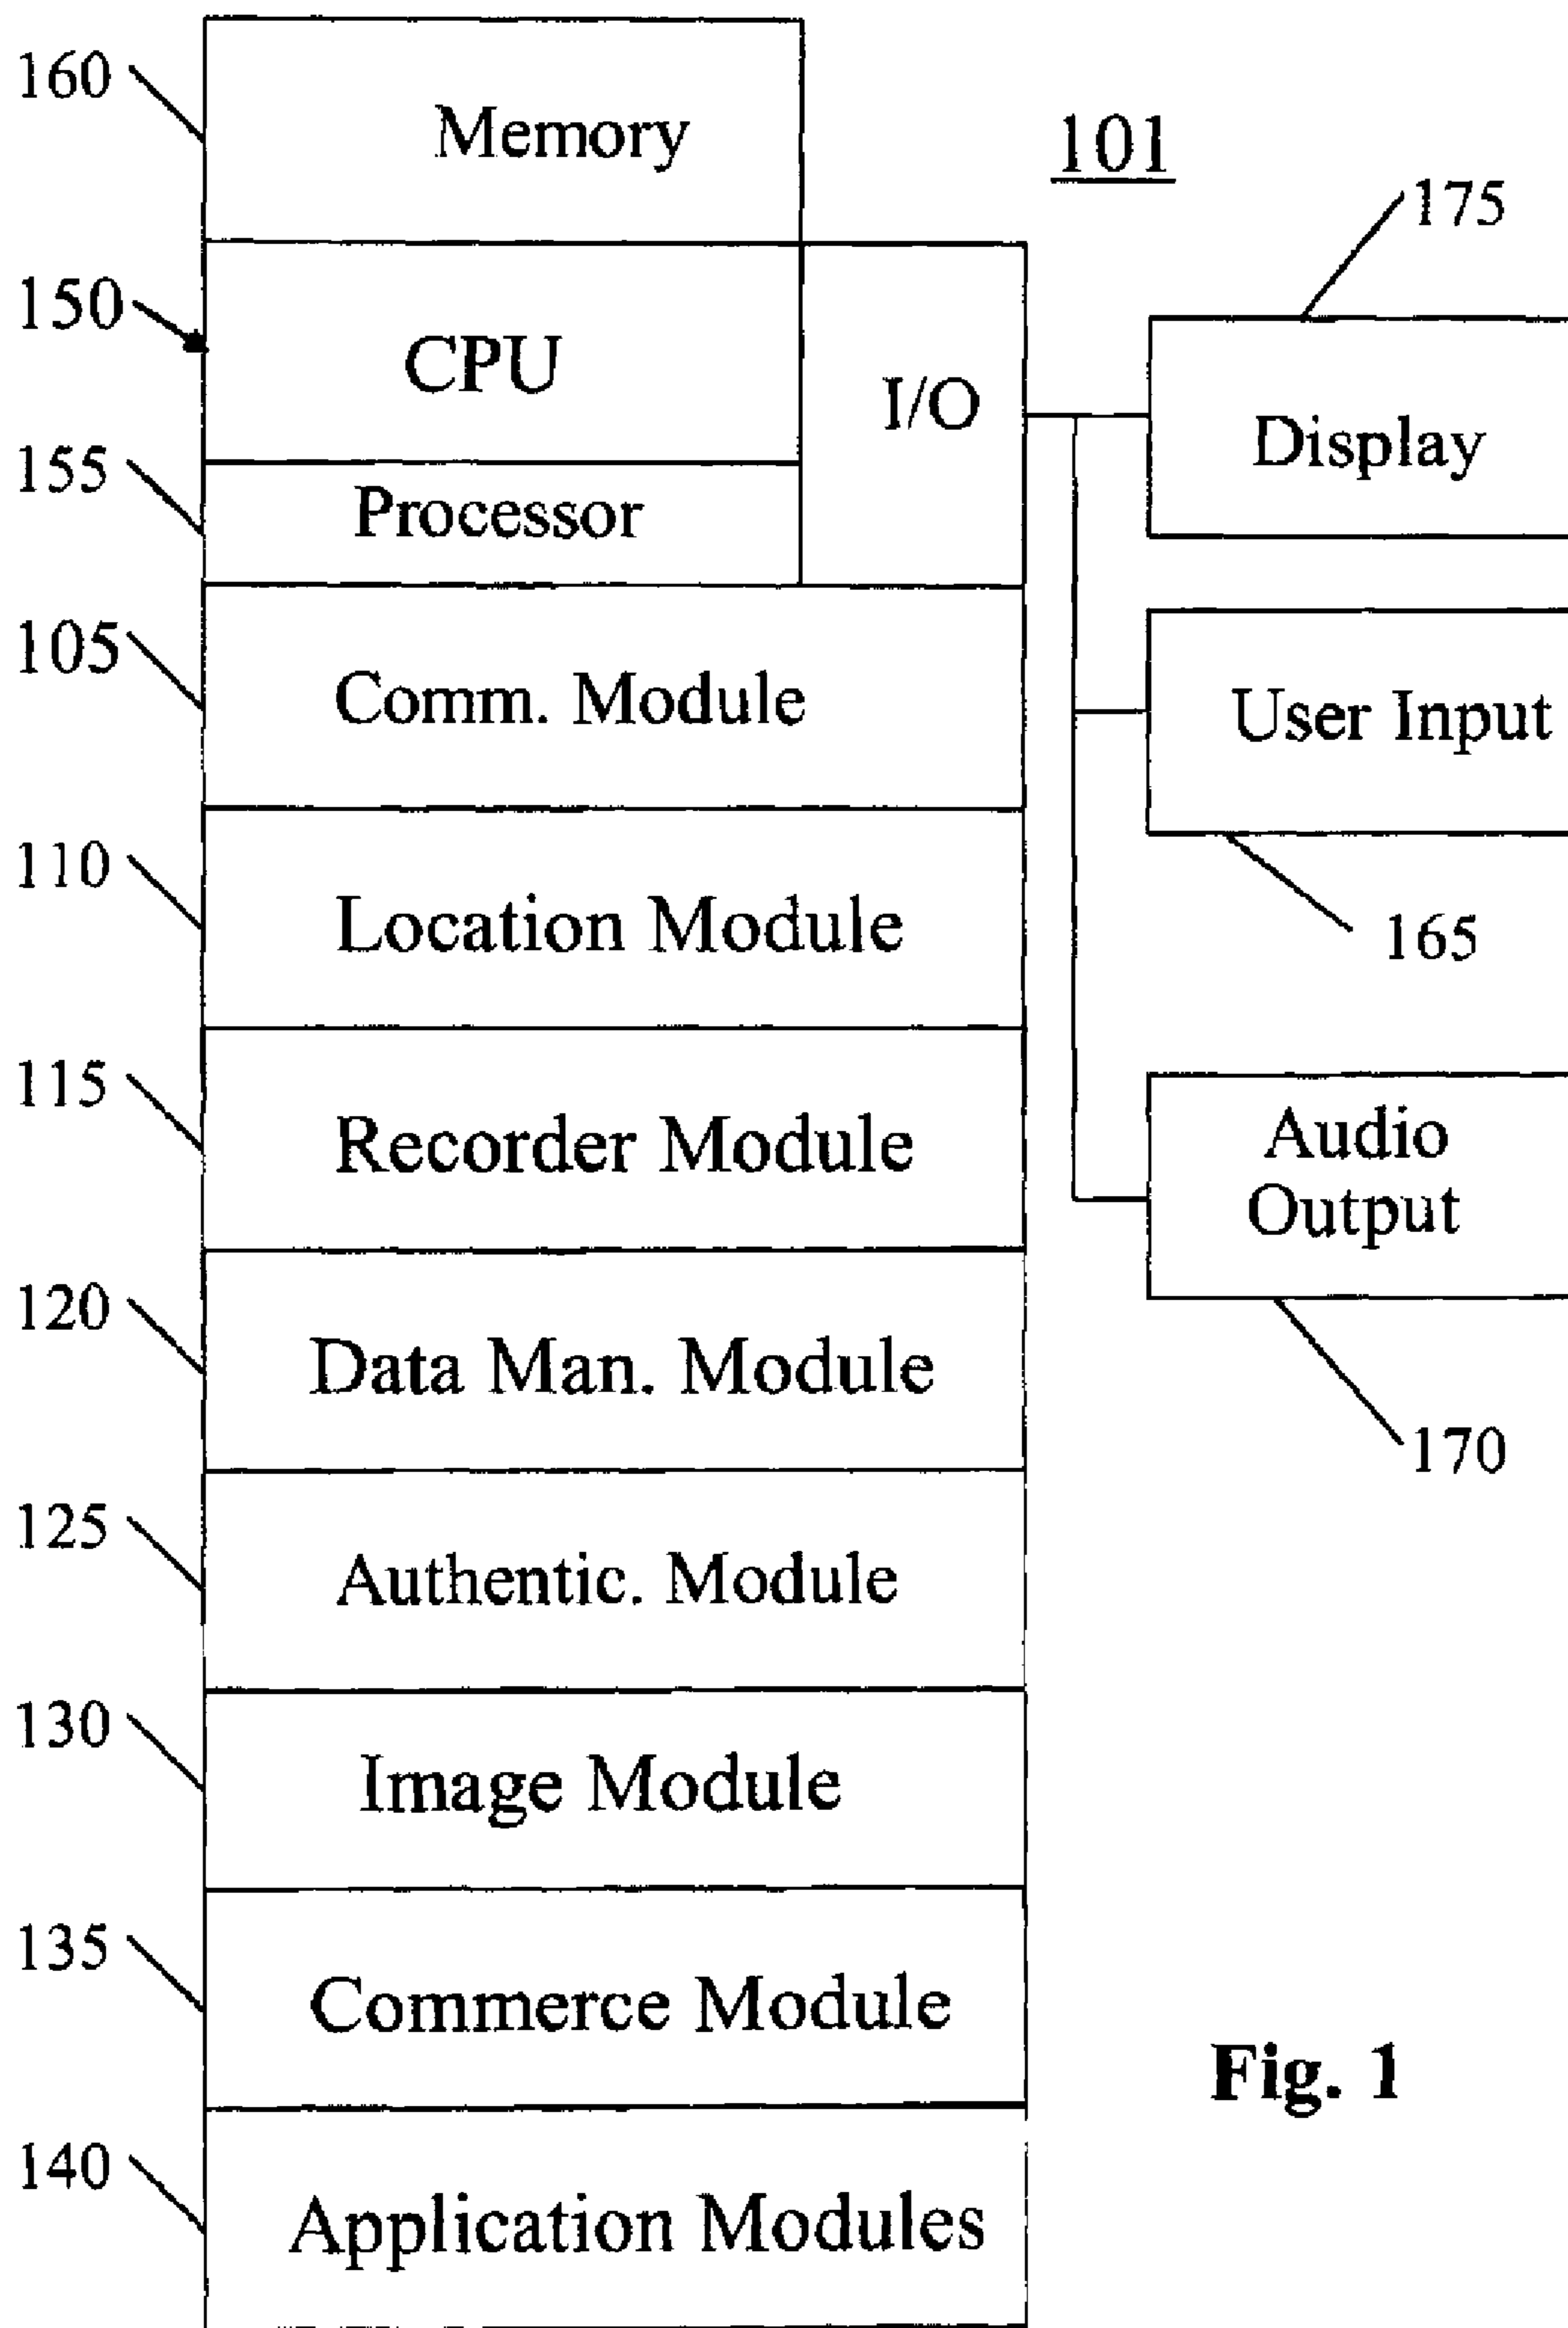 160
Memory
101
175
150
CPU
I/O
Display
155
Processor
105
Comm. Module
User Input
110
Location Module
165
115
Recorder Module
Audio
Output
120
Data Man. Module
170
125
Authentic. Module
130
Image Module
135
Commerce Module
Fig. 1
140
Application Modules